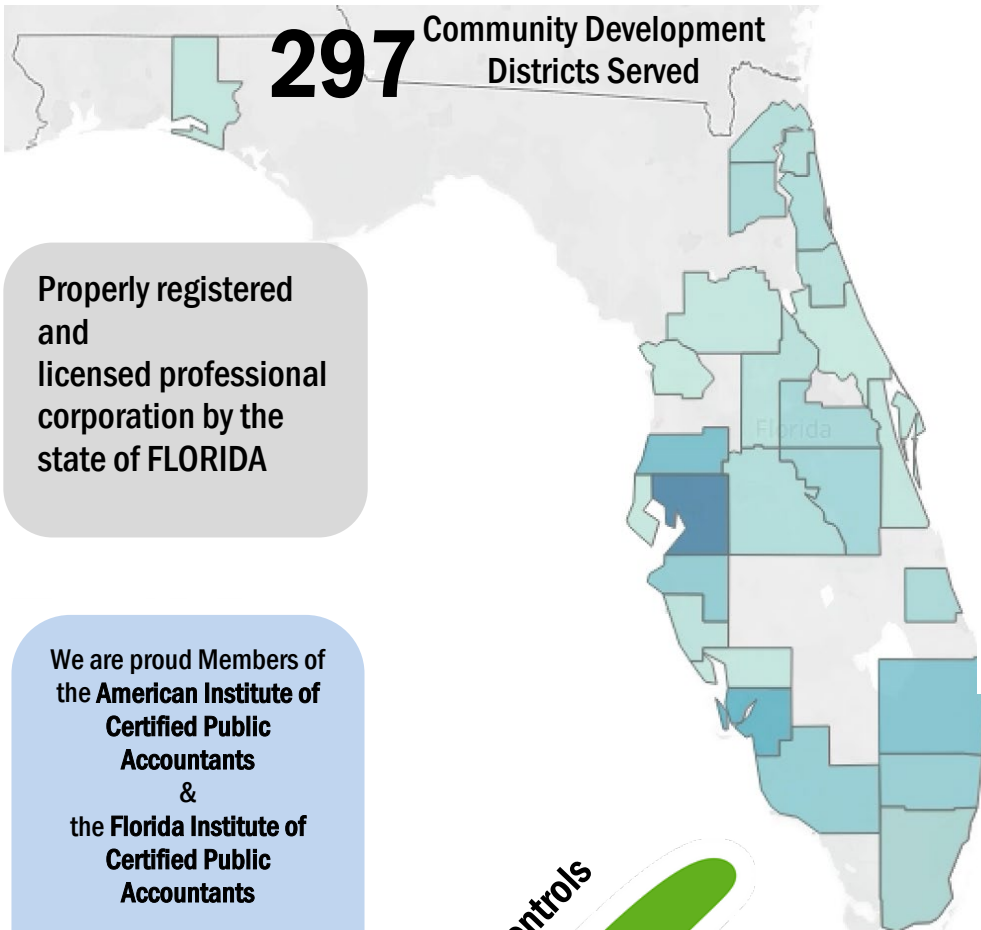 297
Community Development
Districts Served
Properly registered
and
licensed professional
corporation by the
state of FLORIDA
Florida
We are proud Members of
the American Institute of
Certified Public
Accountants
&
the Florida Institute of
Certified Public
Accountants